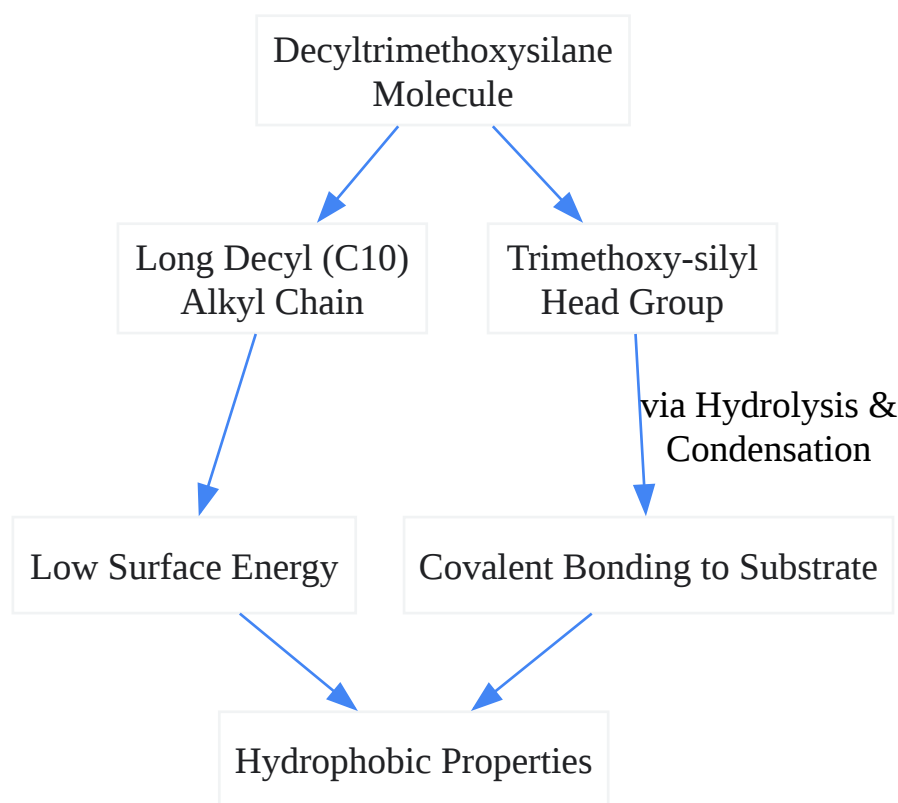 Decyltrimethoxysilane
Molecule
Long Decyl (C10)
Alkyl Chain
Trimethoxy-silyl
Head Group
via Hydrolysis &
Condensation
Low Surface Energy
Covalent Bonding to Substrate
Hydrophobic Properties